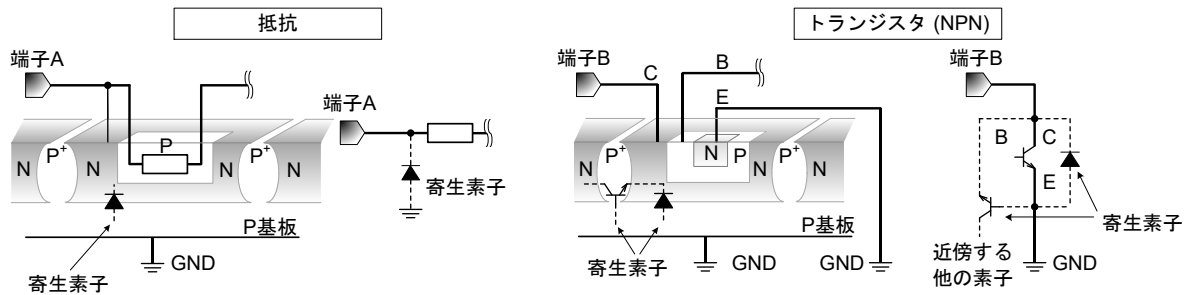 抵抗
端子A
P
N
P+
N
N
P+
N
P基板
GND
寄生素子
端子A
寄生素子
トランジスタ (NPN)
端子B
C
B
E
N
P+
N
N
P
P+
N
N
P基板
寄生素子
GND
GND
端子B
B
C
E
寄生素子
近傍する
他の素子
GND